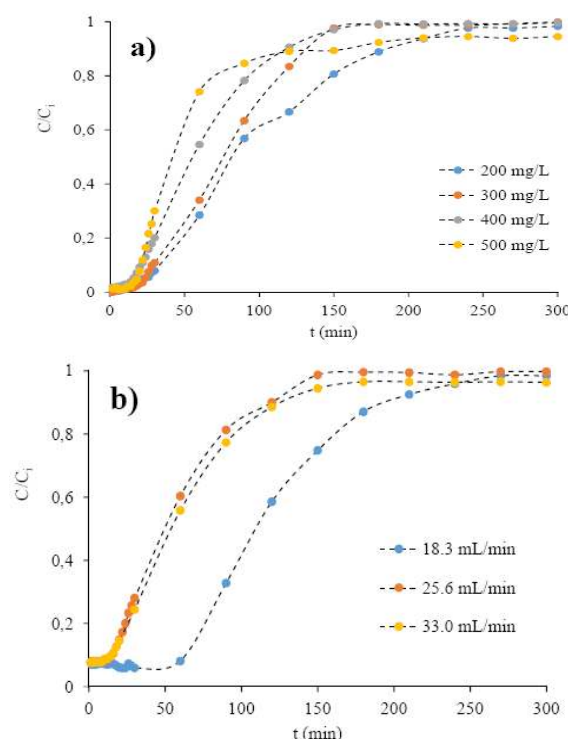 a)
1
0,8
0,6
0,4
0,2
0
C/Ci
0 50 100 150 200 250 300
t (min)
200 mg/L
300 mg/L
400 mg/L
500 mg/L
b)
1
0,8
0,6
0,4
0,2
0
C/Ci
0 50 100 150 200 250 300
t (min)
18.3 mL/min
25.6 mL/min
33.0 mL/min